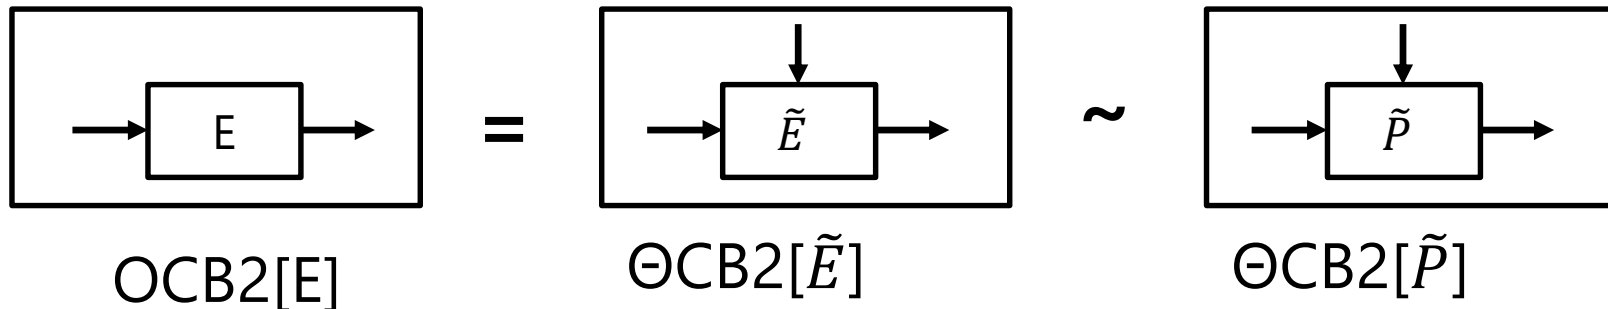 E = Ẽ ~ P̃
OCB2[E] ΘCB2[Ẽ] ΘCB2[P̃]